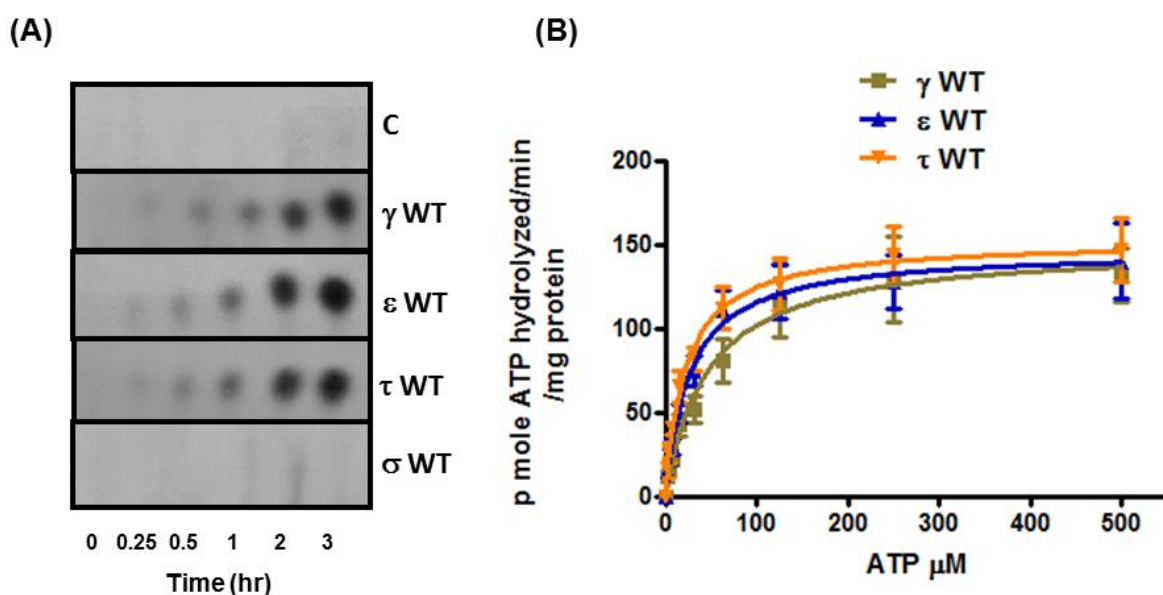 (A)
C
γ WT
ε WT
τ WT
σ WT
0 0.25 0.5 1 2 3
Time (hr)
(B)
γ WT
ε WT
τ WT
p mole ATP hydrolyzed/min
/mg protein
200
150
100
50
0
0 100 200 300 400 500
ATP μM